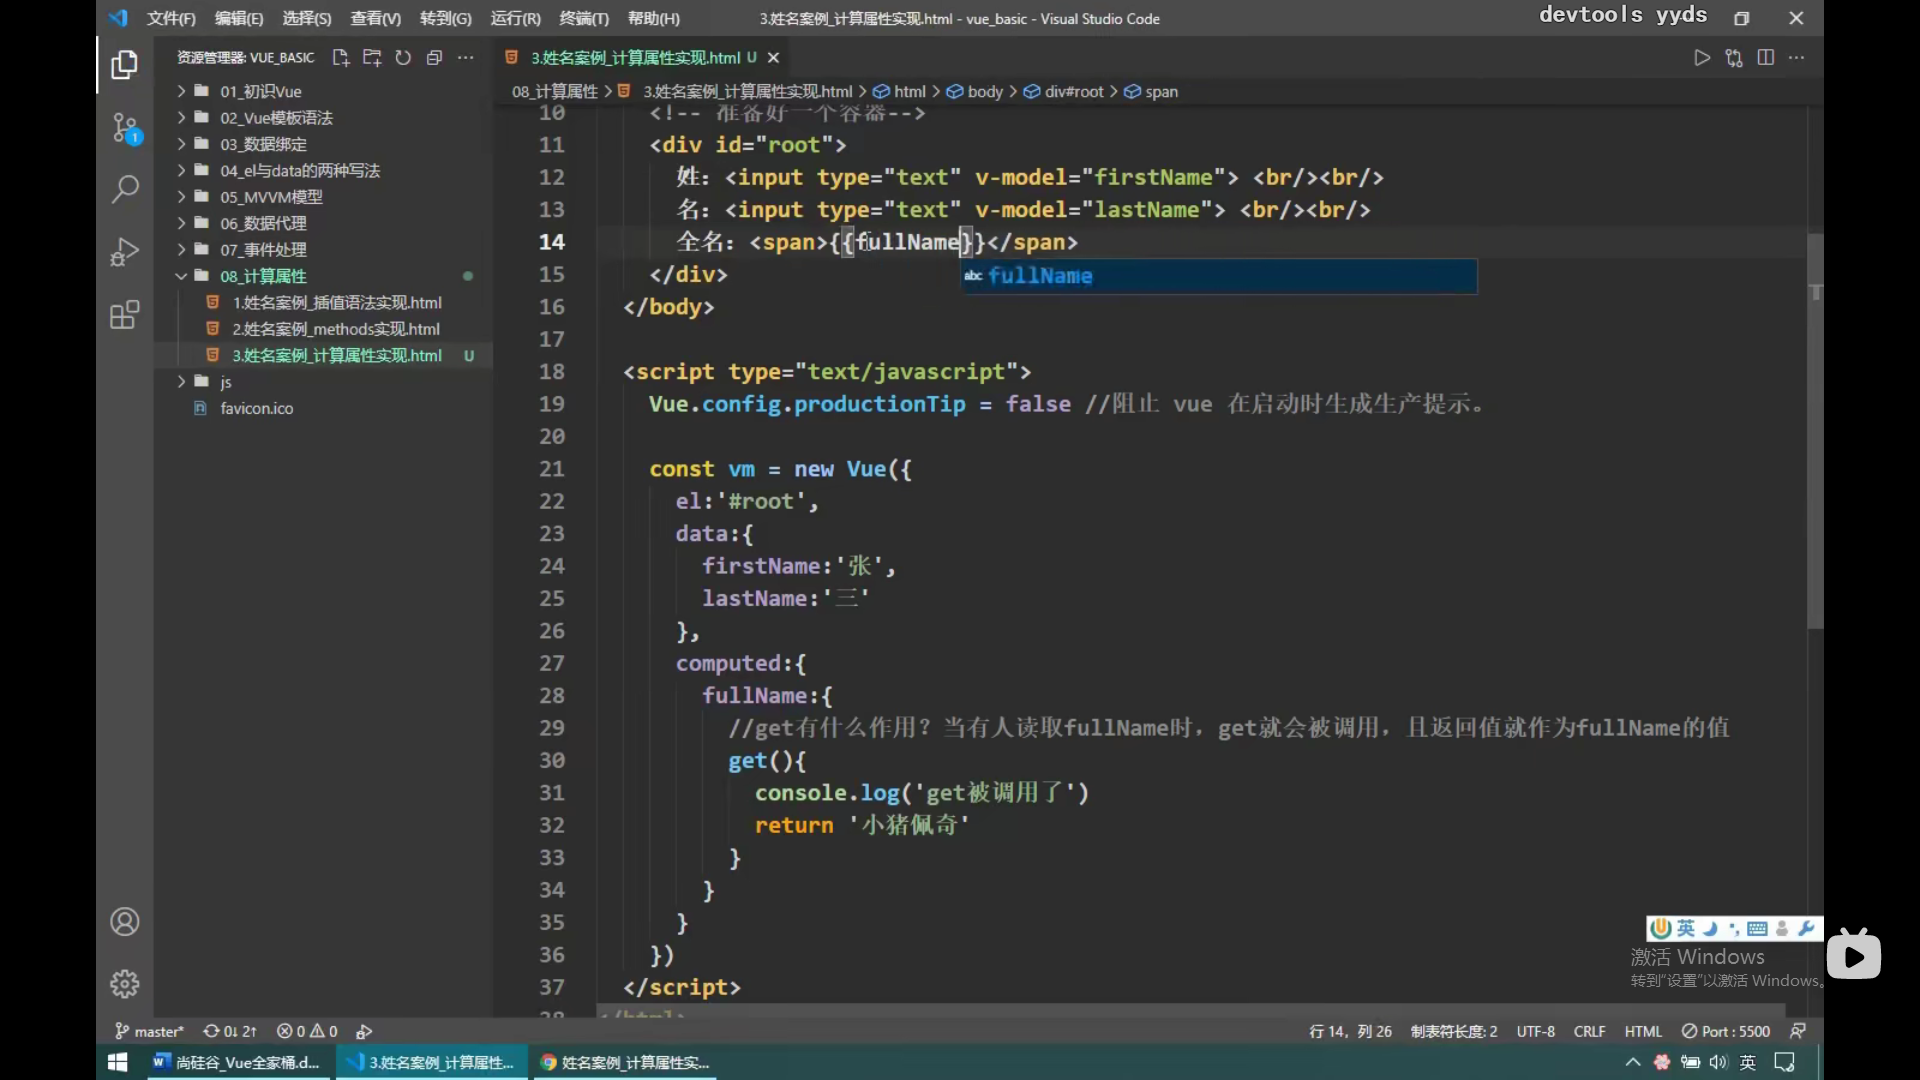 文件(F) 编辑(E) 选择(S) 查看(V) 转到(G) 运行(R) 终端(T) 帮助(H) 3.姓名案例_计算属性实现.html - vue_basic - Visual Studio Code
devtools yyds
资源管理器: VUE_BASIC
3.姓名案例_计算属性实现.html U
08_计算属性 > 3.姓名案例_计算属性实现.html > html > body > div#root > span
01_初识Vue
02_Vue模板语法
03_数据绑定
04_el与data的两种写法
05_MVVM模型
06_数据代理
07_事件处理
08_计算属性
1.姓名案例_插值语法实现.html
2.姓名案例_methods实现.html
3.姓名案例_计算属性实现.html U
js
favicon.ico
1
10 <!-- 准备好一个容器-->
11 <div id="root">
12 姓：<input type="text" v-model="firstName"> <br/><br/>
13 名：<input type="text" v-model="lastName"> <br/><br/>
14 全名：<span>{{fullName}}</span>
abc fullName
15 </div>
16 </body>
17
18 <script type="text/javascript">
19 Vue.config.productionTip = false //阻止 vue 在启动时生成生产提示。
20
21 const vm = new Vue({
22 el:'#root',
23 data:{
24 firstName:'张',
25 lastName:'三'
26 },
27 computed:{
28 fullName:{
29 //get有什么作用？当有人读取fullName时，get就会被调用，且返回值就作为fullName的值
30 get(){
31 console.log('get被调用了')
32 return '小猪佩奇'
33 }
34 }
35 }
36 })
37 </script>
38 </html>
英
激活 Windows
转到"设置"以激活 Windows。
master* 0↓ 2↑ 0 0
行 14，列 26 制表符长度: 2 UTF-8 CRLF HTML Port : 5500
尚硅谷_Vue全家桶.d... 3.姓名案例_计算属性... 姓名案例_计算属性实... 英